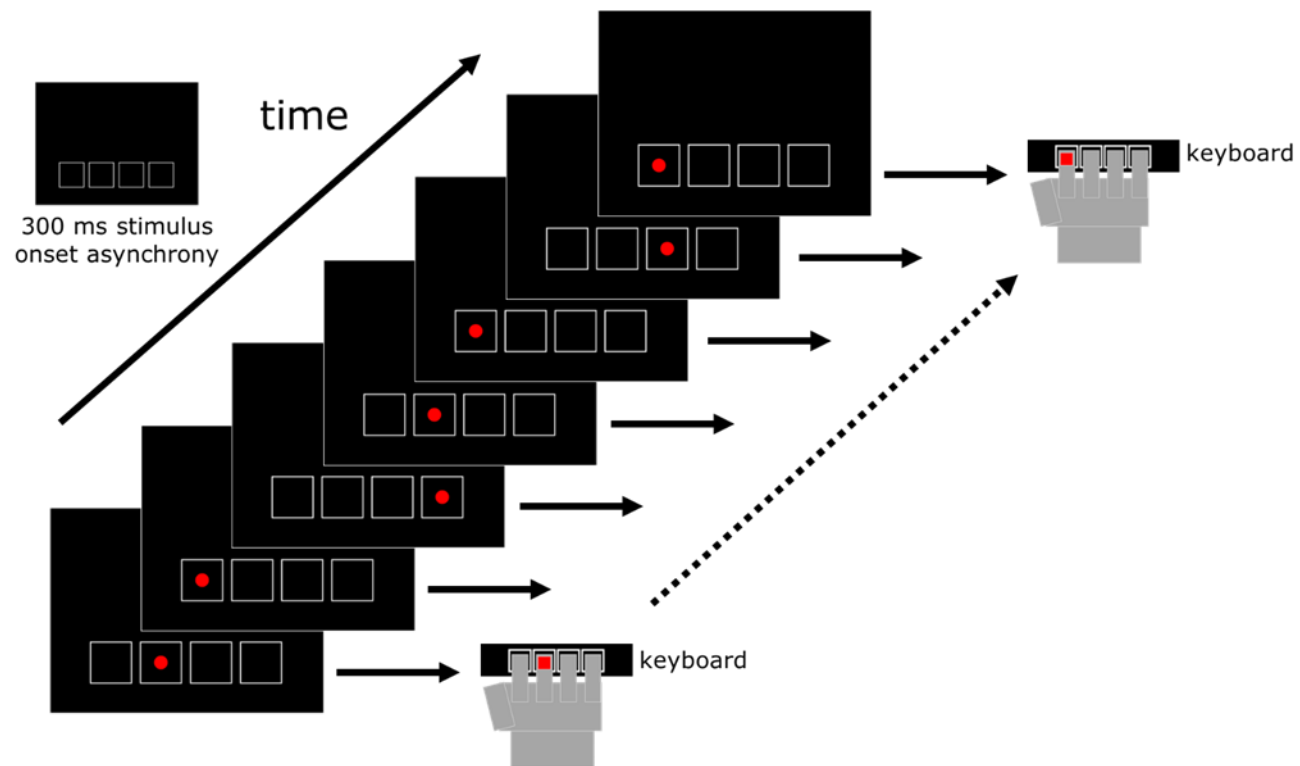 time
300 ms stimulus
onset asynchrony
keyboard
keyboard